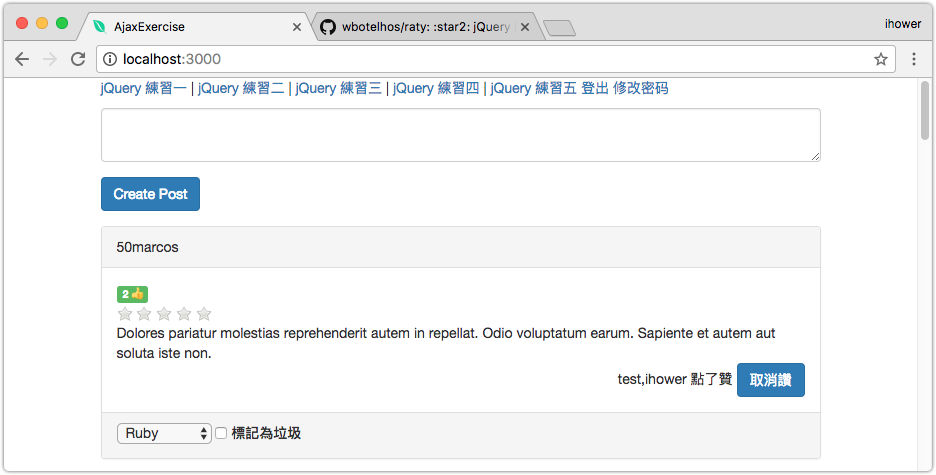 AjaxExercise
wbotelhos/raty: :star2: jQuery
ihower
localhost:3000
jQuery 練習一 | jQuery 練習二 | jQuery 練習三 | jQuery 練習四 | jQuery 練習五 登出 修改密码
Create Post
50marcos
2👍
Dolores pariatur molestias reprehenderit autem in repellat. Odio voluptatum earum. Sapiente et autem aut
soluta iste non.
test,ihower 點了贊 取消讚
Ruby 標記為垃圾